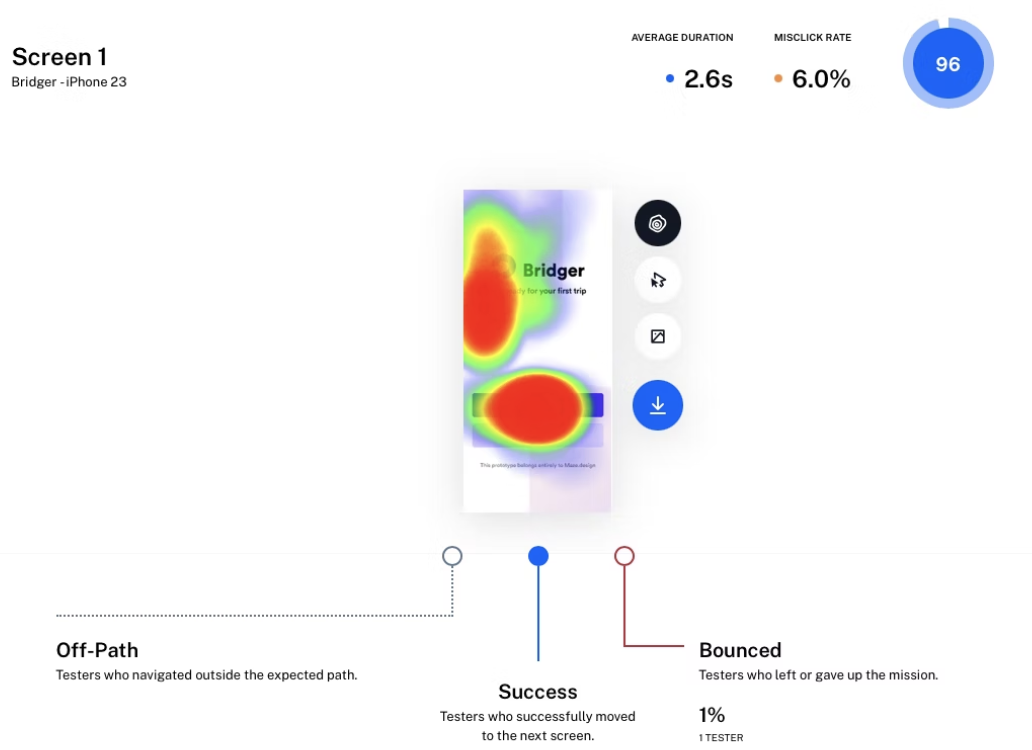 Screen 1
Bridger - iPhone 23
AVERAGE DURATION
2.6s
MISCLICK RATE
6.0%
96
Bridger
for your first trip
This prototype belongs entirely to Maze design
Off-Path
Testers who navigated outside the expected path.
Success
Testers who successfully moved
to the next screen.
Bounced
Testers who left or gave up the mission.
1%
1 TESTER